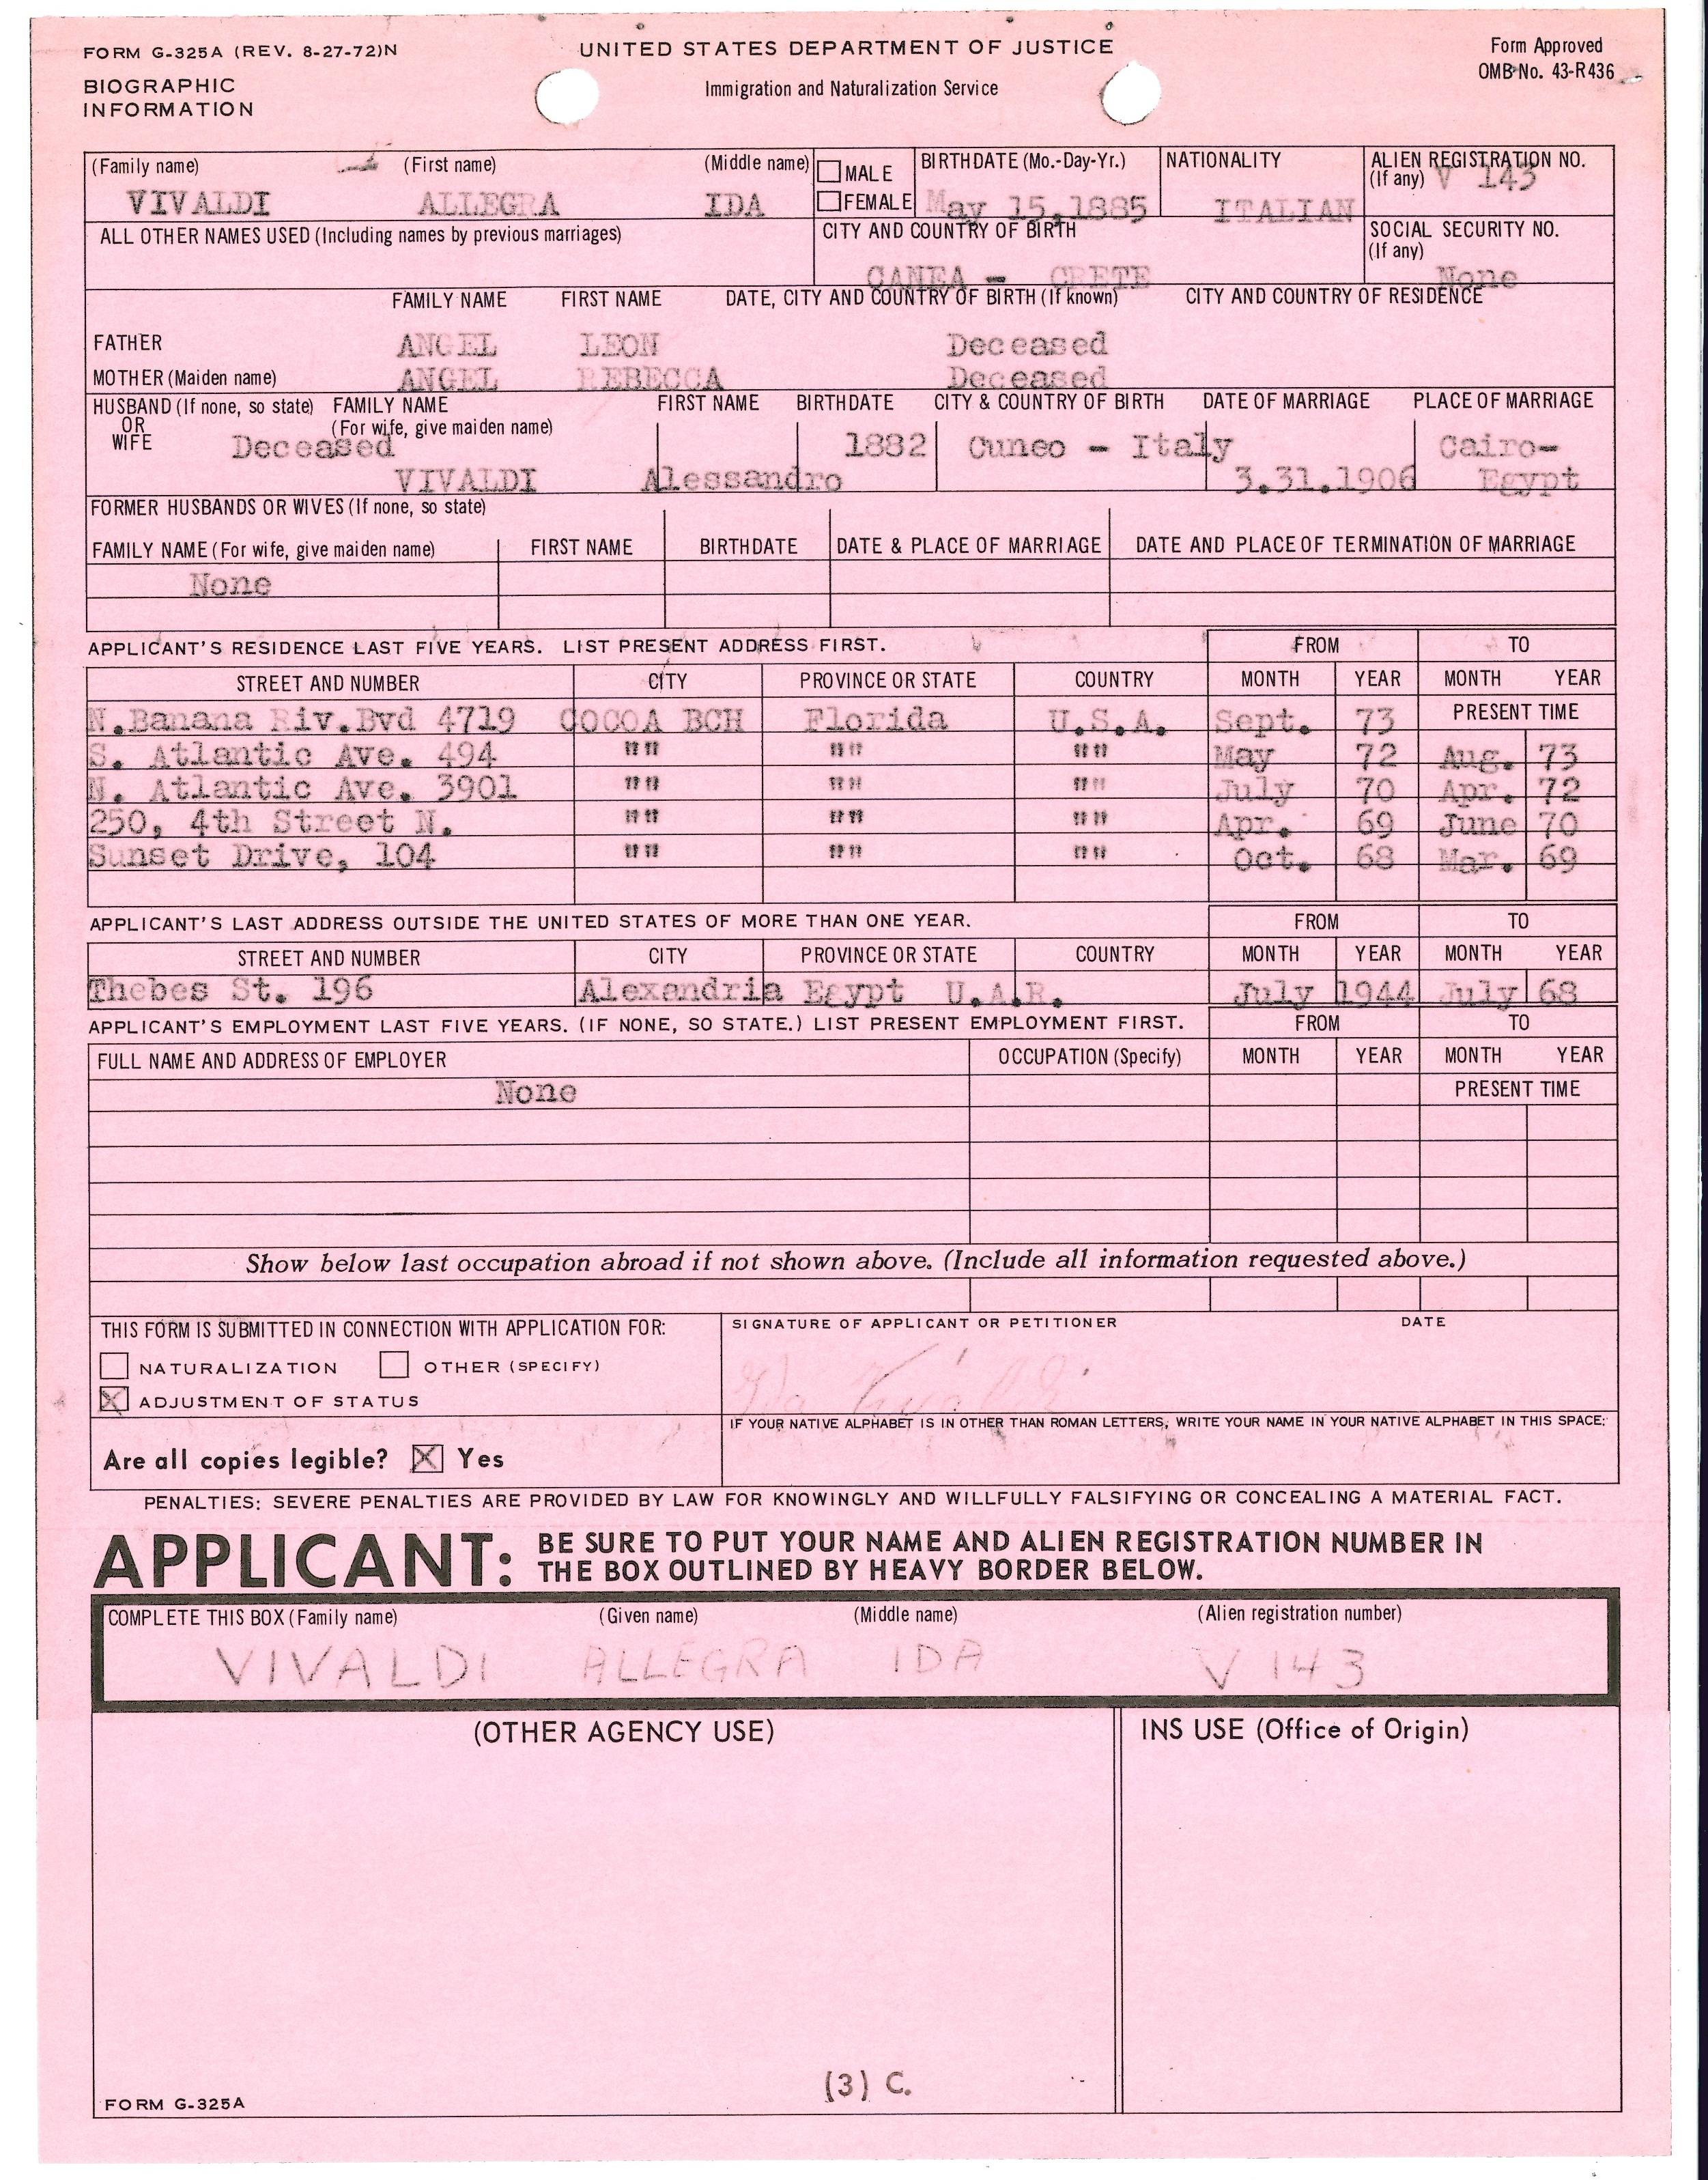 FORM G-325A (REV. 8-27-72)N
UNITED STATES DEPARTMENT OF JUSTICE
Form Approved
OMB No. 43-R436
BIOGRAPHIC
INFORMATION
Immigration and Naturalization Service
(Family name) (First name) (Middle name) MALE BIRTHDATE (Mo.-Day-Yr.) NATIONALITY ALIEN REGISTRATION NO.
(If any) V 143
VIVALDI ALLEGRA IDA FEMALE May 15, 1885 ITALIAN
ALL OTHER NAMES USED (Including names by previous marriages) CITY AND COUNTRY OF BIRTH SOCIAL SECURITY NO.
(If any)
CANEA - CRETE None
FAMILY NAME FIRST NAME DATE, CITY AND COUNTRY OF BIRTH (If known) CITY AND COUNTRY OF RESIDENCE
FATHER ANGEL LEON Deceased
MOTHER (Maiden name) ANGEL REBECCA Deceased
HUSBAND (If none, so state) FAMILY NAME FIRST NAME BIRTHDATE CITY & COUNTRY OF BIRTH DATE OF MARRIAGE PLACE OF MARRIAGE
OR (For wife, give maiden name)
WIFE Deceased 1882 Cuneo - Italy Cairo-
VIVALDI Alessandro 3.31.1906 Egypt
FORMER HUSBANDS OR WIVES (If none, so state)
FAMILY NAME (For wife, give maiden name) FIRST NAME BIRTHDATE DATE & PLACE OF MARRIAGE DATE AND PLACE OF TERMINATION OF MARRIAGE
None
APPLICANT'S RESIDENCE LAST FIVE YEARS. LIST PRESENT ADDRESS FIRST. FROM TO
STREET AND NUMBER CITY PROVINCE OR STATE COUNTRY MONTH YEAR MONTH YEAR
N.Banana Riv.Bvd 4719 COCOA BCH Florida U.S.A. Sept. 73 PRESENT TIME
S. Atlantic Ave. 494 "" "" "" May 72 Aug. 73
N. Atlantic Ave. 3901 "" "" "" July 70 Apr. 72
250, 4th Street N. "" "" "" Apr. 69 June 70
Sunset Drive, 104 "" "" "" Oct. 68 Mar. 69
APPLICANT'S LAST ADDRESS OUTSIDE THE UNITED STATES OF MORE THAN ONE YEAR. FROM TO
STREET AND NUMBER CITY PROVINCE OR STATE COUNTRY MONTH YEAR MONTH YEAR
Thebes St. 196 Alexandria Egypt U.A.R. July 1944 July 68
APPLICANT'S EMPLOYMENT LAST FIVE YEARS. (IF NONE, SO STATE.) LIST PRESENT EMPLOYMENT FIRST. FROM TO
FULL NAME AND ADDRESS OF EMPLOYER OCCUPATION (Specify) MONTH YEAR MONTH YEAR
None PRESENT TIME
Show below last occupation abroad if not shown above. (Include all information requested above.)
THIS FORM IS SUBMITTED IN CONNECTION WITH APPLICATION FOR: SIGNATURE OF APPLICANT OR PETITIONER DATE
NATURALIZATION OTHER (SPECIFY)
Ida Vivaldi
X ADJUSTMENT OF STATUS
IF YOUR NATIVE ALPHABET IS IN OTHER THAN ROMAN LETTERS, WRITE YOUR NAME IN YOUR NATIVE ALPHABET IN THIS SPACE:
Are all copies legible? X Yes
PENALTIES: SEVERE PENALTIES ARE PROVIDED BY LAW FOR KNOWINGLY AND WILLFULLY FALSIFYING OR CONCEALING A MATERIAL FACT.
APPLICANT: BE SURE TO PUT YOUR NAME AND ALIEN REGISTRATION NUMBER IN
THE BOX OUTLINED BY HEAVY BORDER BELOW.
COMPLETE THIS BOX (Family name) (Given name) (Middle name) (Alien registration number)
VIVALDI ALLEGRA IDA V 143
(OTHER AGENCY USE) INS USE (Office of Origin)
(3) C.
FORM G-325A